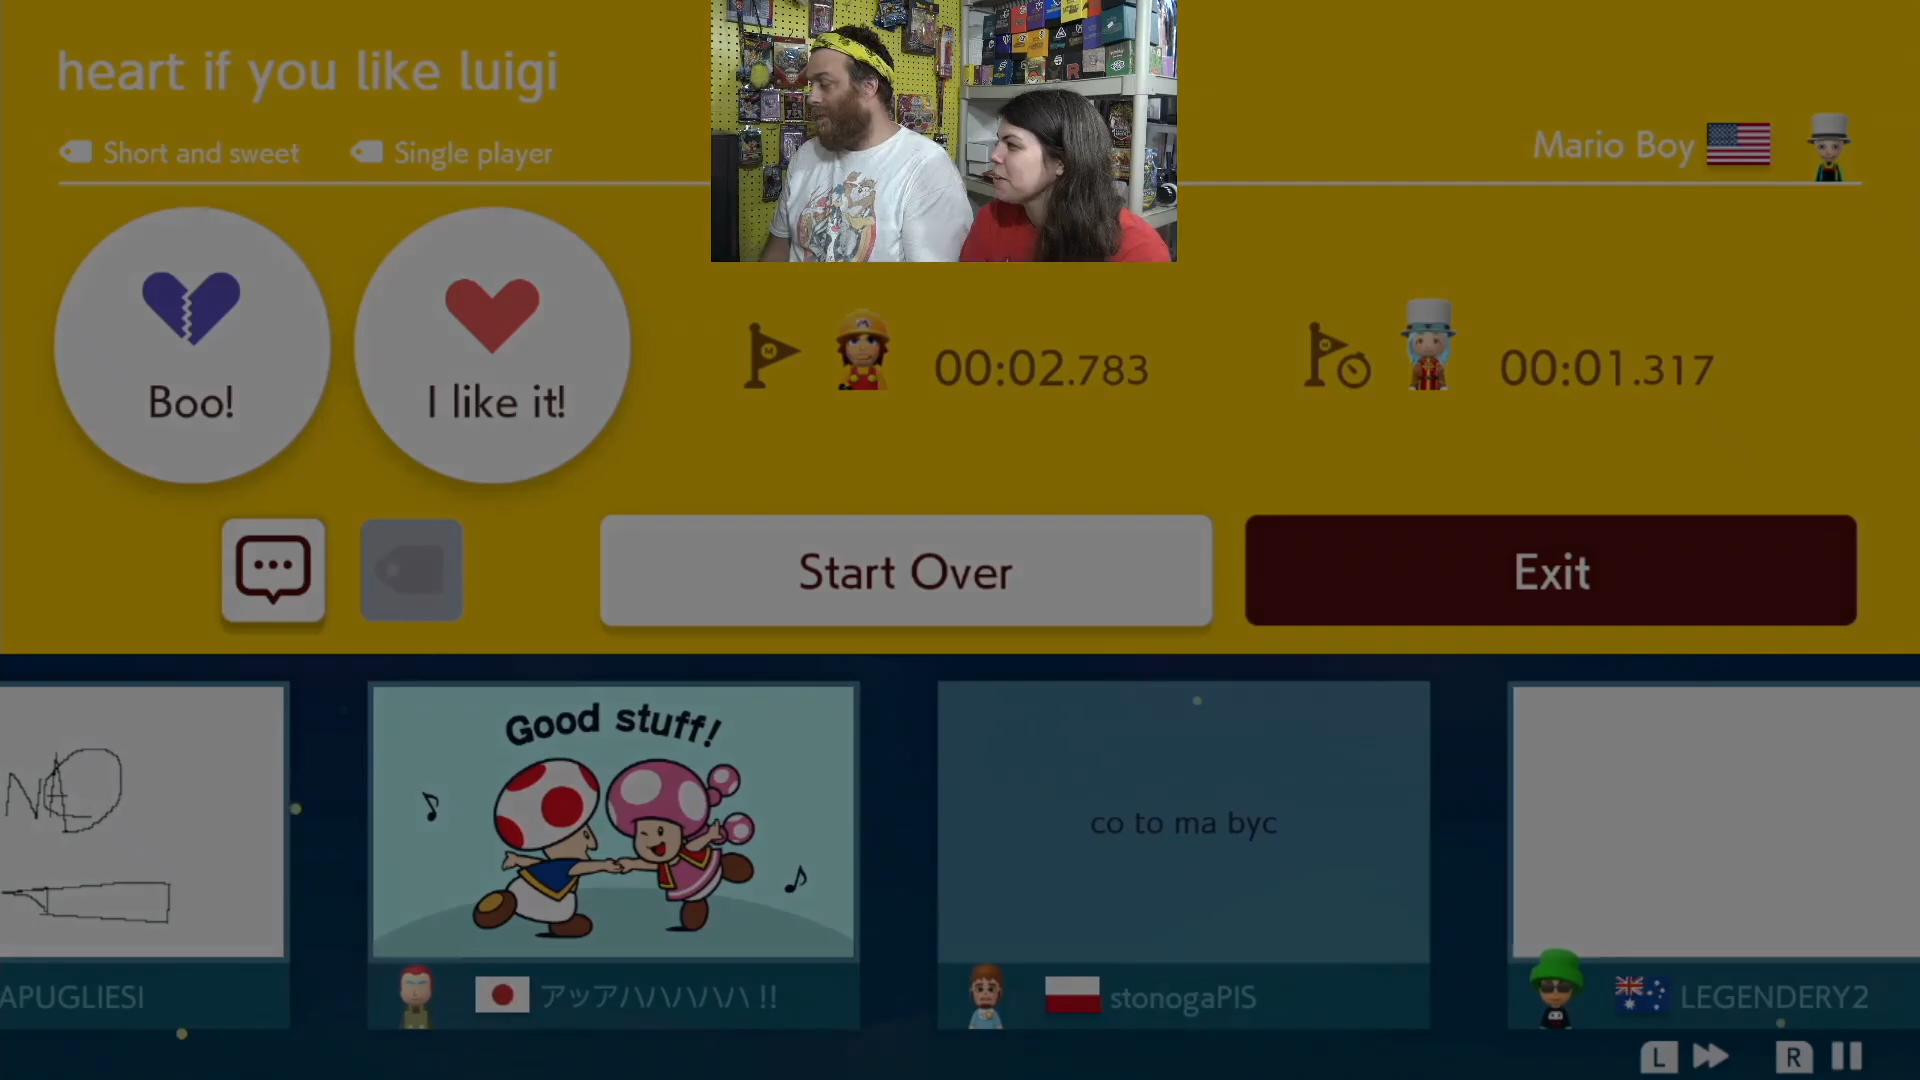 heart if you like luigi
Short and sweet
Single player
Mario Boy
Boo!
I like it!
00:02.783
00:01.317
Start Over
Exit
Good stuff!
co to ma byc
APUGLIESI
アッアハハハハハ !!
stonogaPIS
LEGENDERY2
L
R